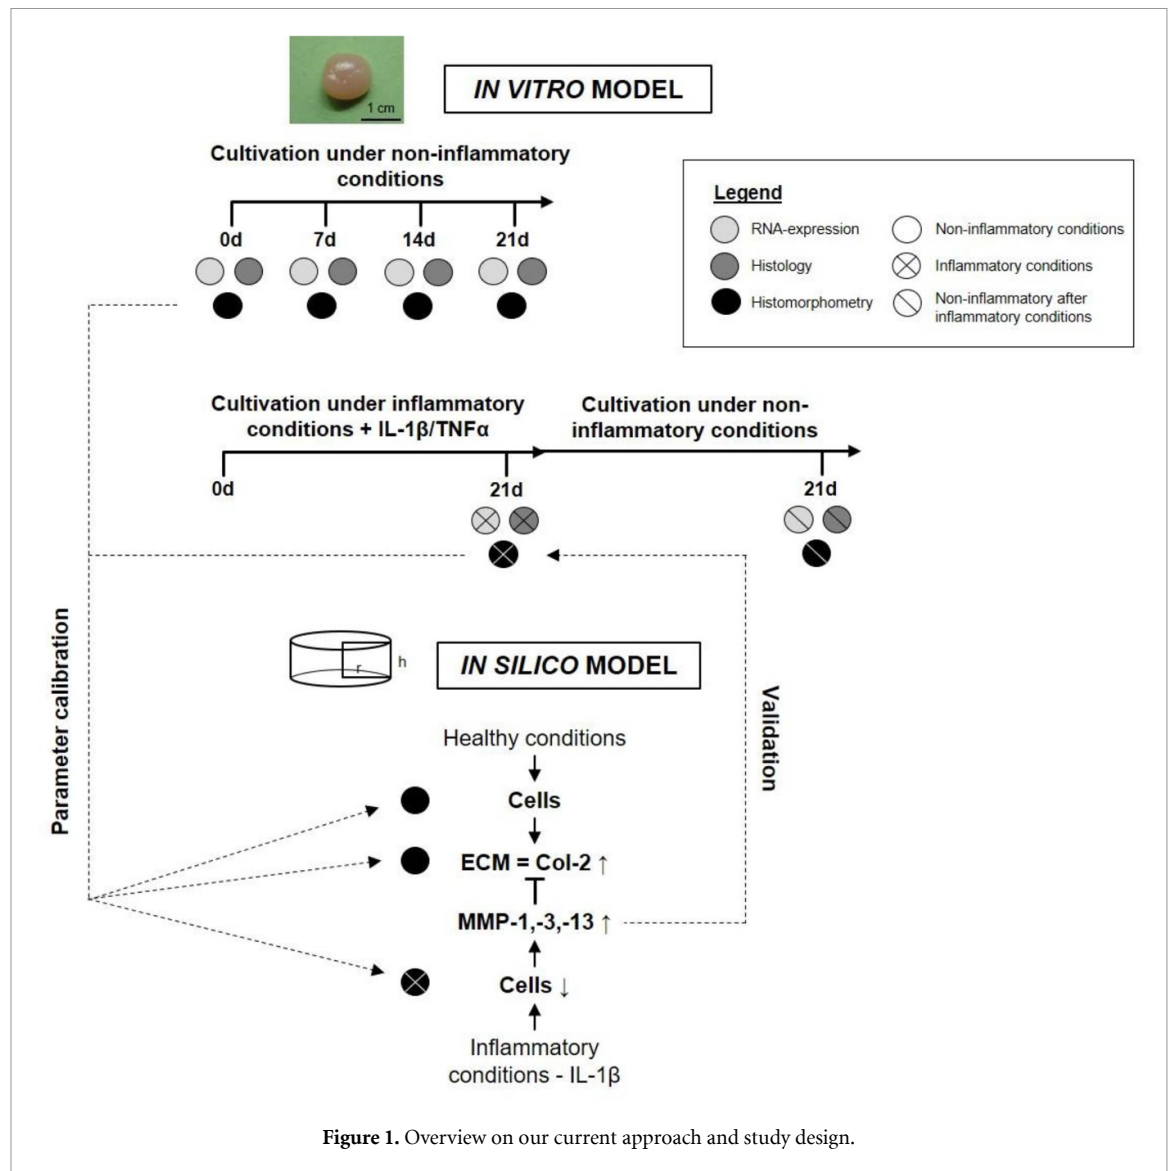 IN VITRO MODEL
1 cm
Cultivation under non-inflammatory
conditions
0d
7d
14d
21d
Legend
RNA-expression
Histology
Histomorphometry
Non-inflammatory conditions
Inflammatory conditions
Non-inflammatory after
inflammatory conditions
Cultivation under inflammatory
conditions + IL-1β/TNFα
0d
21d
Cultivation under non-
inflammatory conditions
21d
Parameter calibration
r
h
IN SILICO MODEL
Validation
Healthy conditions
Cells
ECM = Col-2 ↑
MMP-1,-3,-13 ↑
Cells ↓
Inflammatory
conditions - IL-1β
Figure 1. Overview on our current approach and study design.